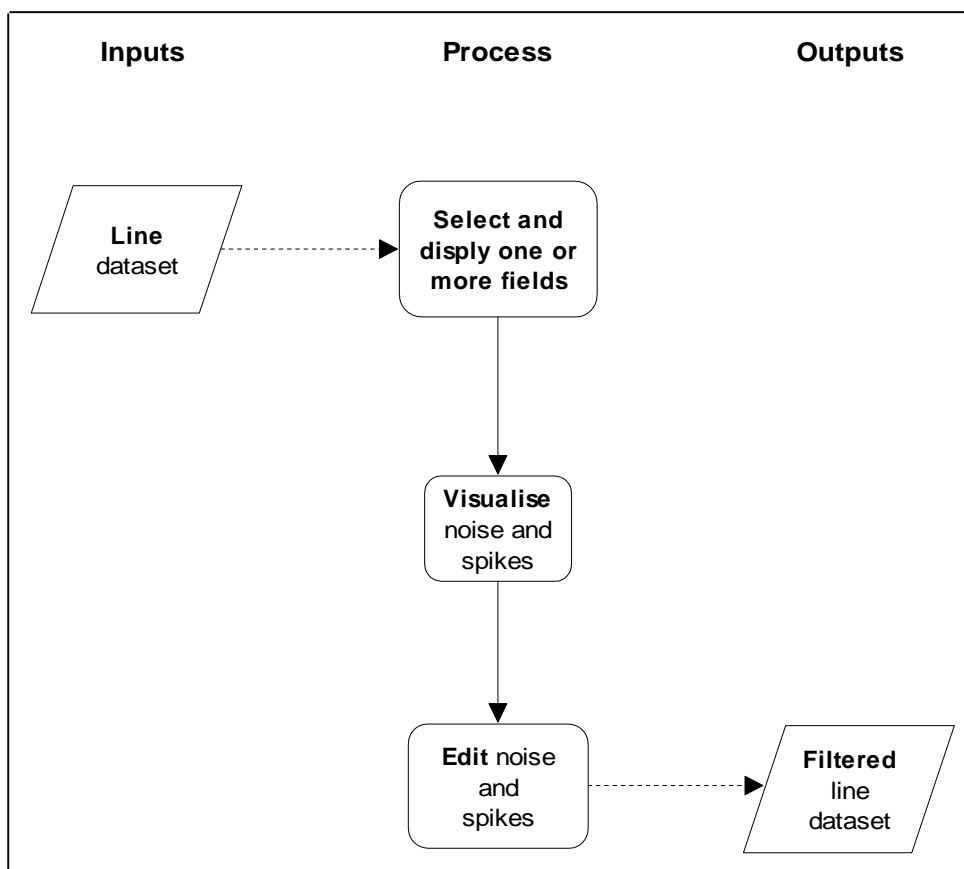 Inputs Process Outputs
Line
dataset
Select and
disply one or
more fields
Visualise
noise and
spikes
Edit noise
and
spikes
Filtered
line
dataset